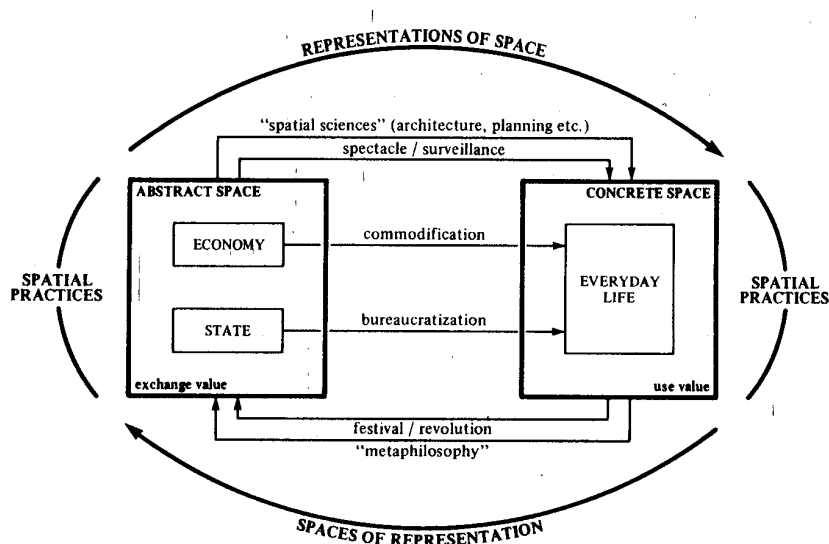 REPRESENTATIONS OF SPACE
"spatial sciences" (architecture, planning etc.)
spectacle / surveillance
ABSTRACT SPACE
CONCRETE SPACE
ECONOMY
commodification
EVERYDAY
LIFE
SPATIAL
PRACTICES
SPATIAL
PRACTICES
STATE
bureaucratization
exchange value
use value
festival / revolution
"metaphilosophy"
SPACES OF REPRESENTATION